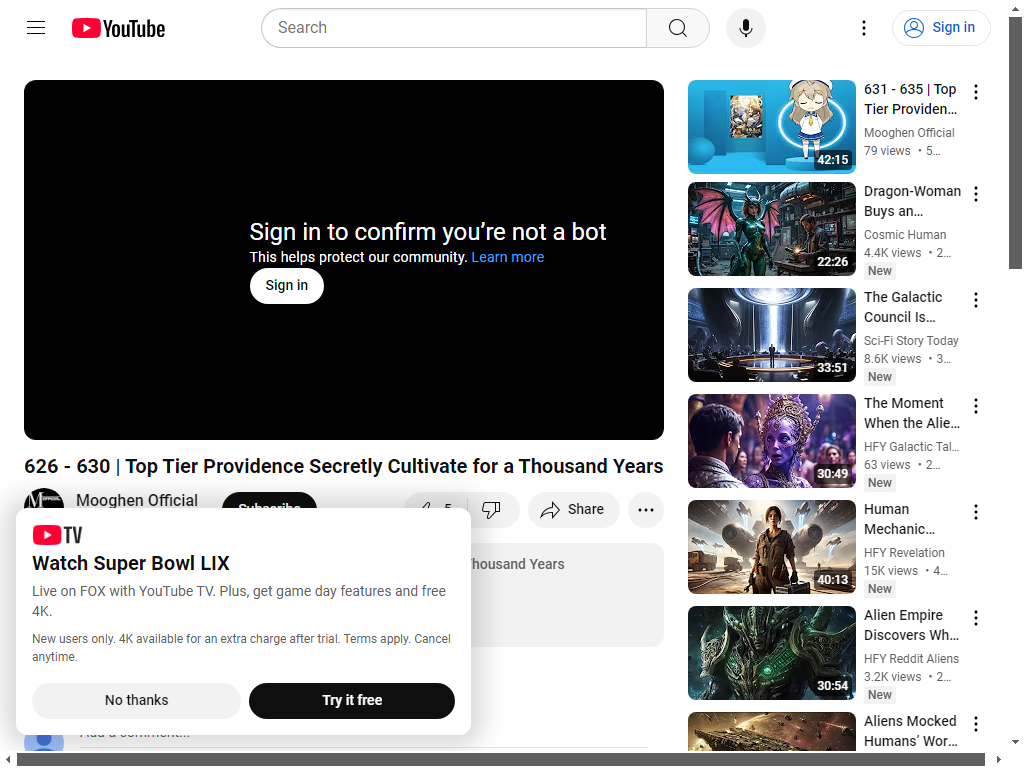 YouTube
Search
Sign in
Sign in to confirm you're not a bot
This helps protect our community. Learn more
Sign in
626 - 630 | Top Tier Providence Secretly Cultivate for a Thousand Years
Mooghen Official
Subscribe
5
Share
Thousand Years
TV
Watch Super Bowl LIX
Live on FOX with YouTube TV. Plus, get game day features and free
4K.
New users only. 4K available for an extra charge after trial. Terms apply. Cancel
anytime.
No thanks
Try it free
Add a comment...
42:15
631 - 635 | Top
Tier Providen...
Mooghen Official
79 views • 5...
22:26
Dragon-Woman
Buys an...
Cosmic Human
4.4K views • 2...
New
33:51
The Galactic
Council Is...
Sci-Fi Story Today
8.6K views • 3...
New
30:49
The Moment
When the Alie...
HFY Galactic Tal...
63 views • 2...
New
40:13
Human
Mechanic...
HFY Revelation
15K views • 4...
New
30:54
Alien Empire
Discovers Wh...
HFY Reddit Aliens
3.2K views • 2...
New
Aliens Mocked
Humans' Wor...